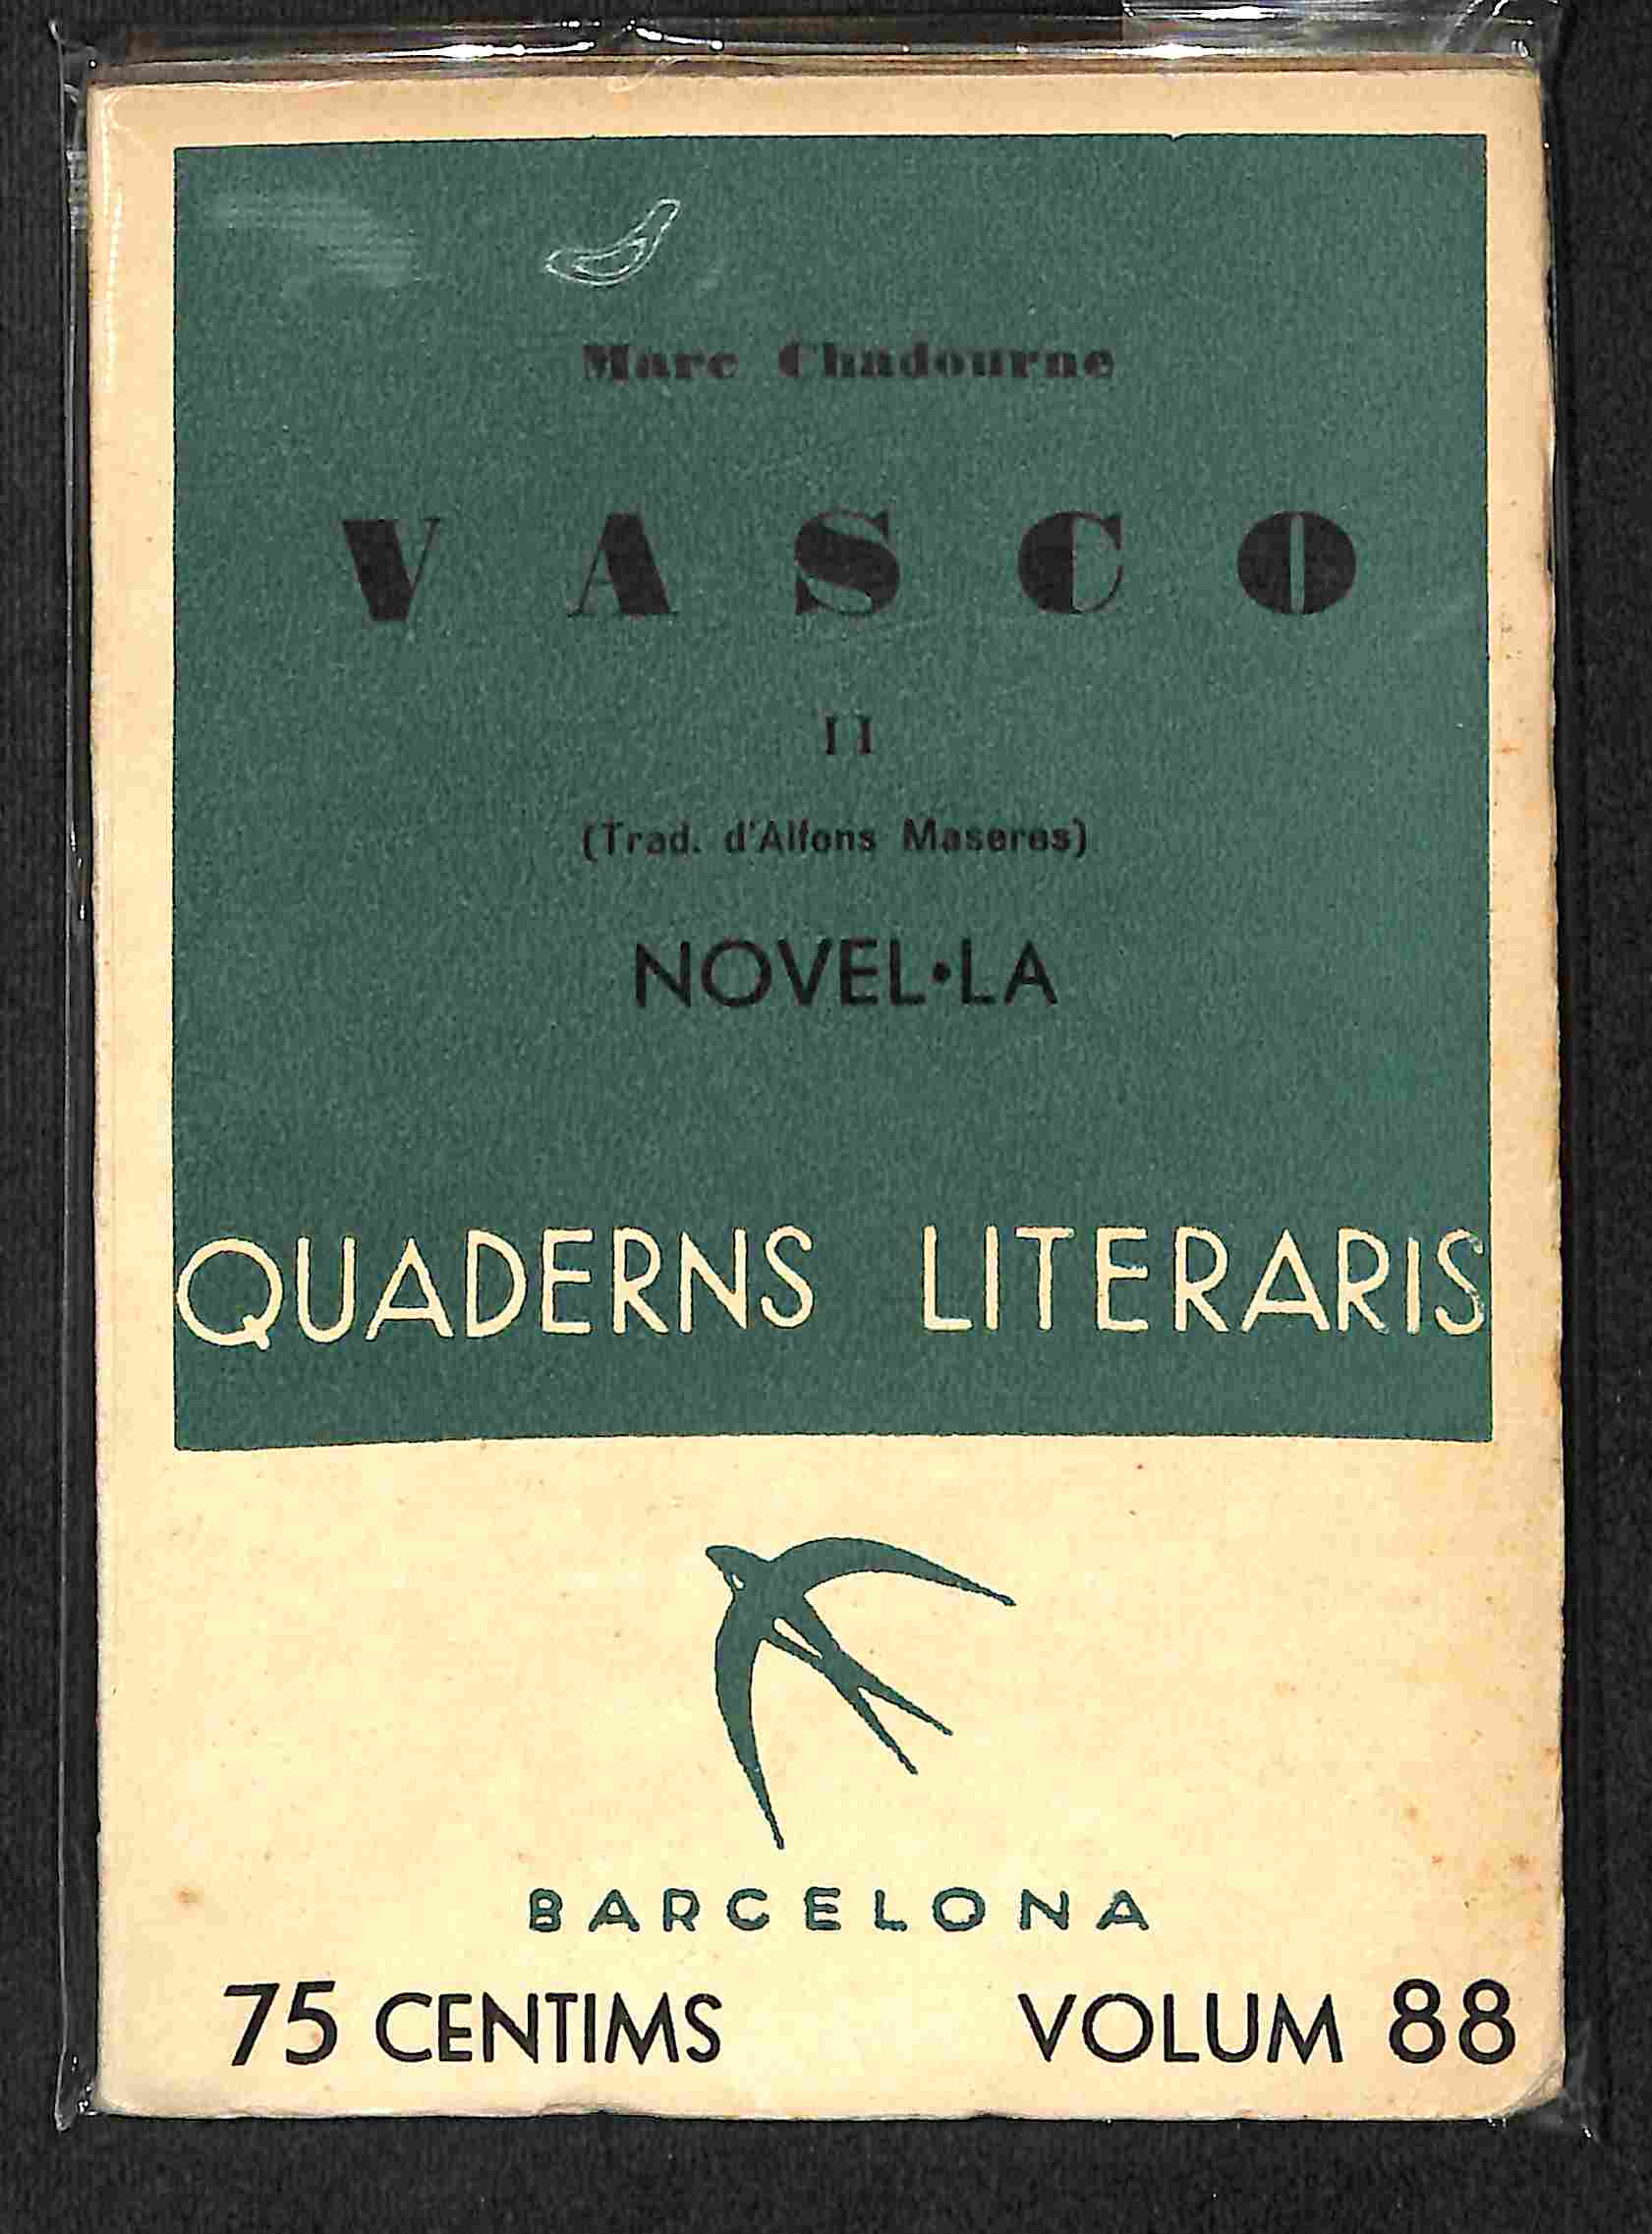 Marc Chadourne
VASCO
II
(Trad. d'Alfons Maseres)
NOVEL·LA
QUADERNS LITERARIS
BARCELONA
75 CENTIMS VOLUM 88